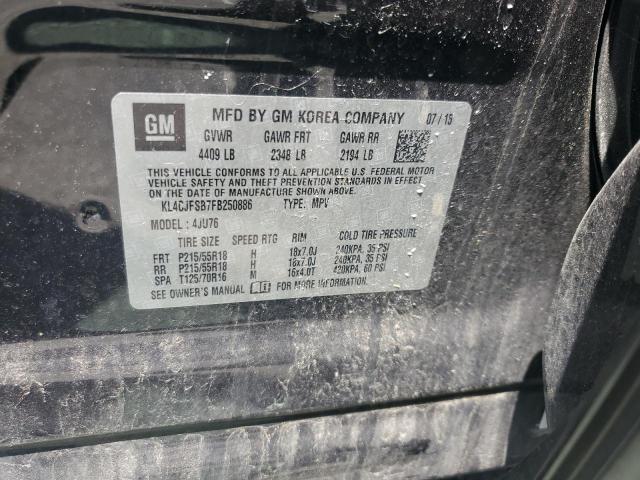 GM MFD BY GM KOREA COMPANY 07/15
GVWR GAWR FRT GAWR RR
4409 LB 2348 LB 2194 LB
THIS VEHICLE CONFORMS TO ALL APPLICABLE U.S. FEDERAL MOTOR
VEHICLE SAFETY, BUMPER, AND THEFT PREVENTION STANDARDS
IN EFFECT ON THE DATE OF MANUFACTURE SHOWN ABOVE.
KL4CJFSB7FB250886 TYPE: MPV
MODEL: 4JU76
TIRE SIZE SPEED RTG RIM COLD TIRE PRESSURE
FRT P215/55R18 H 18x7.0J 240KPA, 35 PSI
RR P215/55R18 H 18x7.0J 240KPA, 35 PSI
SPA T125/70R16 M 16x4.0T 420KPA, 60 PSI
SEE OWNER'S MANUAL FOR MORE INFORMATION.